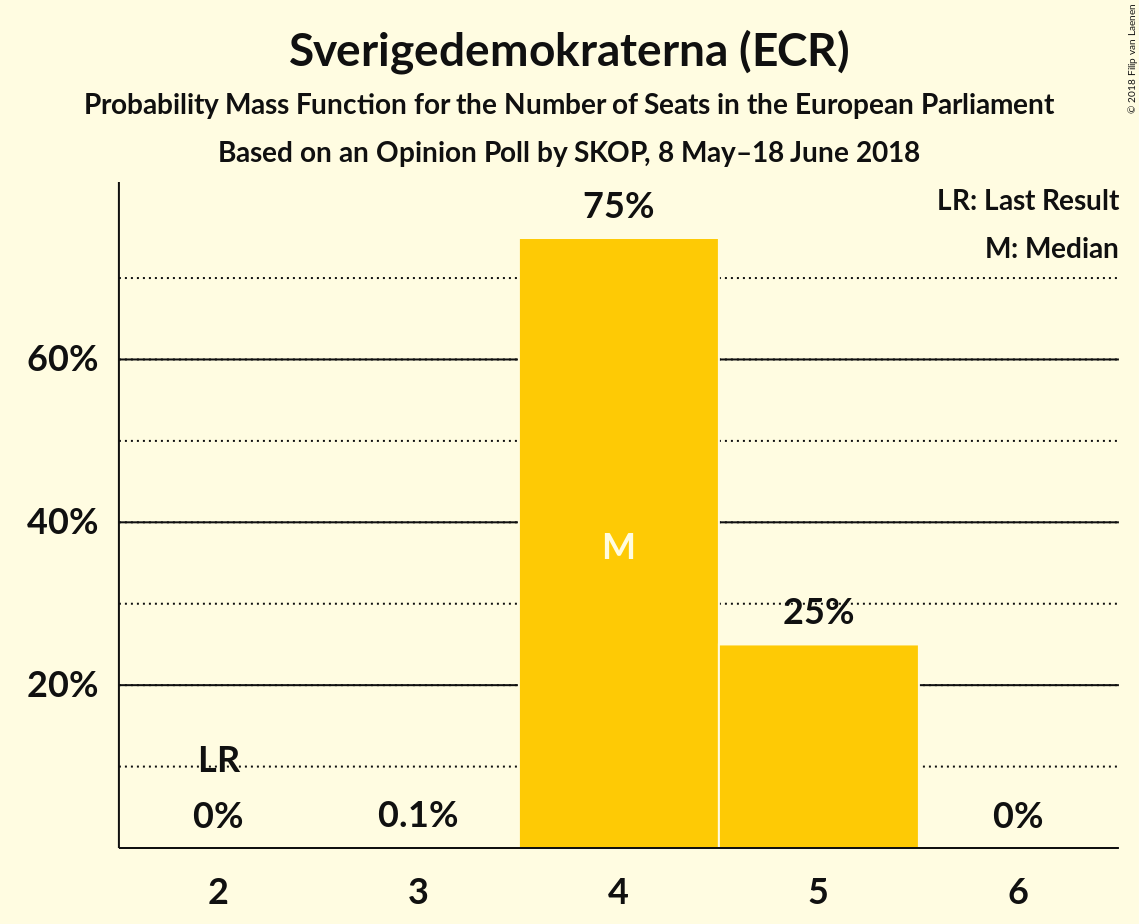 Sverigedemokraterna (ECR)
Probability Mass Function for the Number of Seats in the European Parliament
Based on an Opinion Poll by SKOP, 8 May–18 June 2018
© 2018 Filip van Laenen
LR: Last Result
M: Median
75%
60%
40%
M
25%
20%
LR
0%
0.1%
0%
2
3
4
5
6